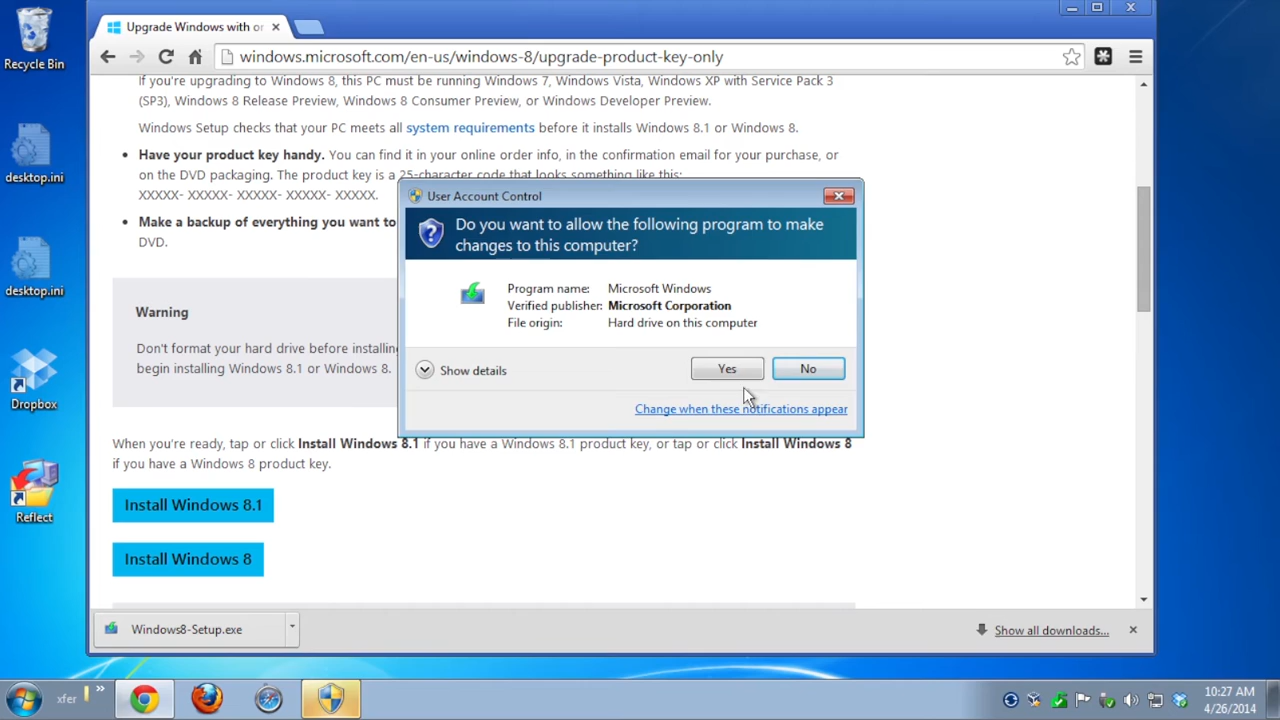 Recycle Bin
desktop.ini
desktop.ini
Dropbox
Reflect
Upgrade Windows with or
windows.microsoft.com/en-us/windows-8/upgrade-product-key-only
If you're upgrading to Windows 8, this PC must be running Windows 7, Windows Vista, Windows XP with Service Pack 3
(SP3), Windows 8 Release Preview, Windows 8 Consumer Preview, or Windows Developer Preview.
Windows Setup checks that your PC meets all system requirements before it installs Windows 8.1 or Windows 8.
• Have your product key handy. You can find it in your online order info, in the confirmation email for your purchase, or
on the DVD packaging. The product key is a 25-character code that looks something like this:
XXXXX- XXXXX- XXXXX- XXXXX- XXXXX.
• Make a backup of everything you want to
DVD.
Warning
Don't format your hard drive before installing
begin installing Windows 8.1 or Windows 8.
User Account Control
Do you want to allow the following program to make
changes to this computer?
Program name: Microsoft Windows
Verified publisher: Microsoft Corporation
File origin: Hard drive on this computer
Show details
Yes
No
Change when these notifications appear
When you're ready, tap or click Install Windows 8.1 if you have a Windows 8.1 product key, or tap or click Install Windows 8
if you have a Windows 8 product key.
Install Windows 8.1
Install Windows 8
Windows8-Setup.exe
Show all downloads...
xfer
10:27 AM
4/26/2014